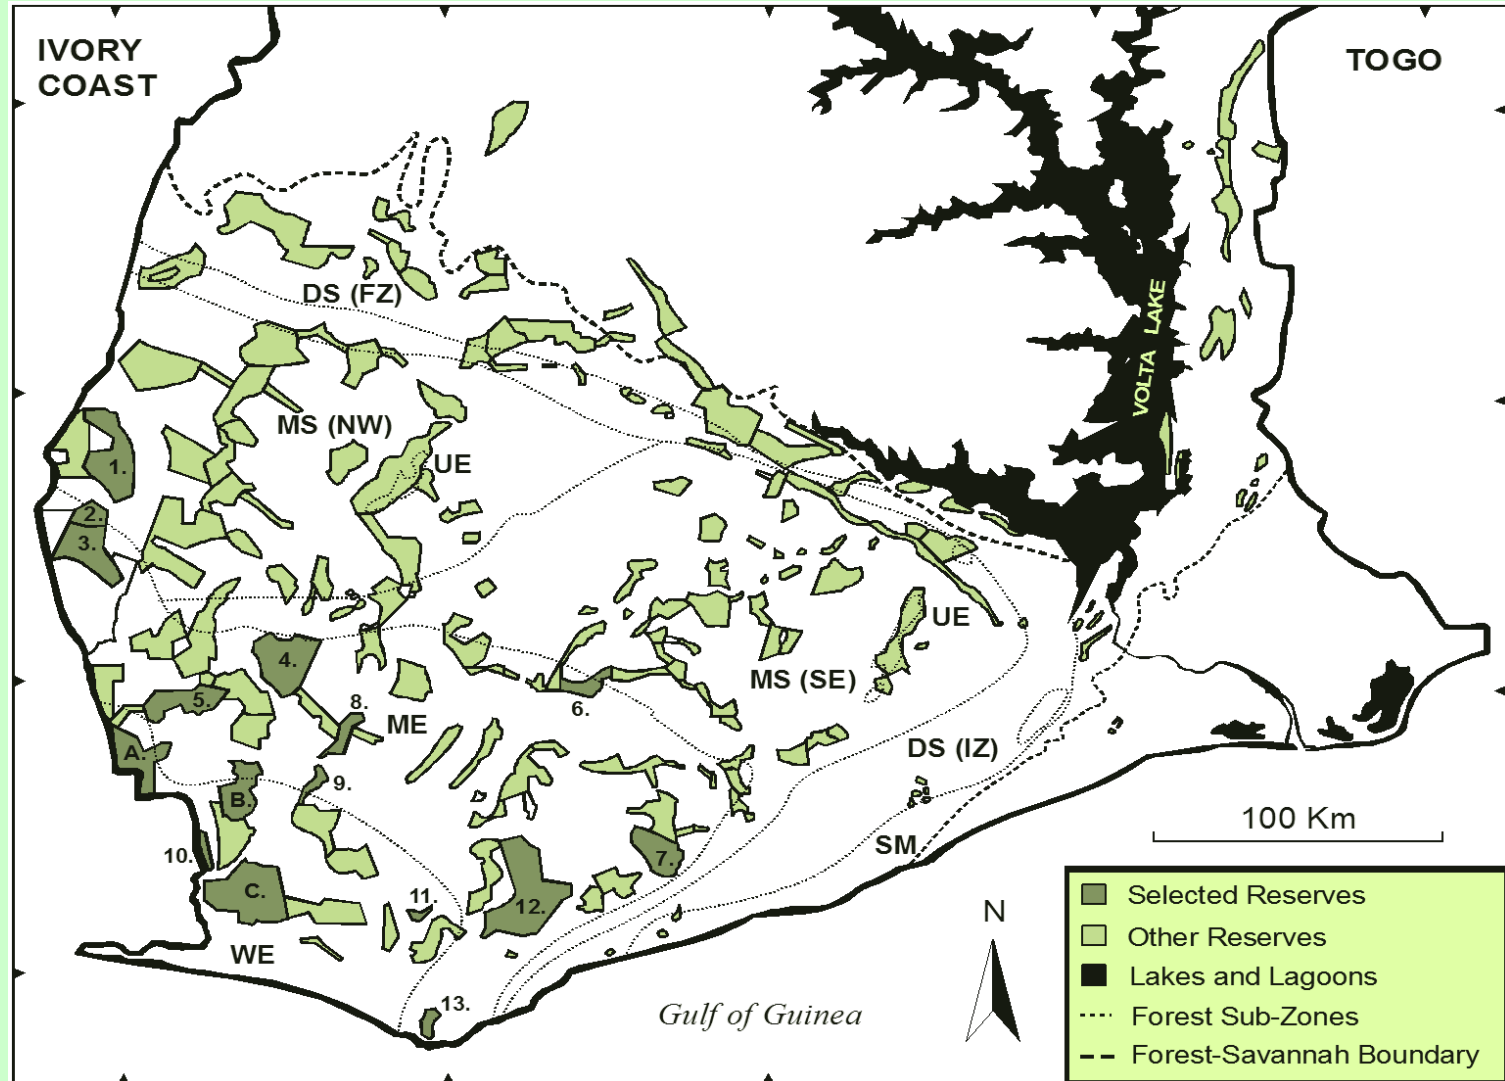 IVORY
COAST
TOGO
DS (FZ)
VOLTA LAKE
MS (NW)
UE
1.
2.
3.
UE
4.
MS (SE)
5.
6.
8.
ME
A.
DS (IZ)
9.
B.
100 Km
SM
10.
7.
C.
11.
12.
WE
13.
Gulf of Guinea
N
Selected Reserves
Other Reserves
Lakes and Lagoons
Forest Sub-Zones
Forest-Savannah Boundary